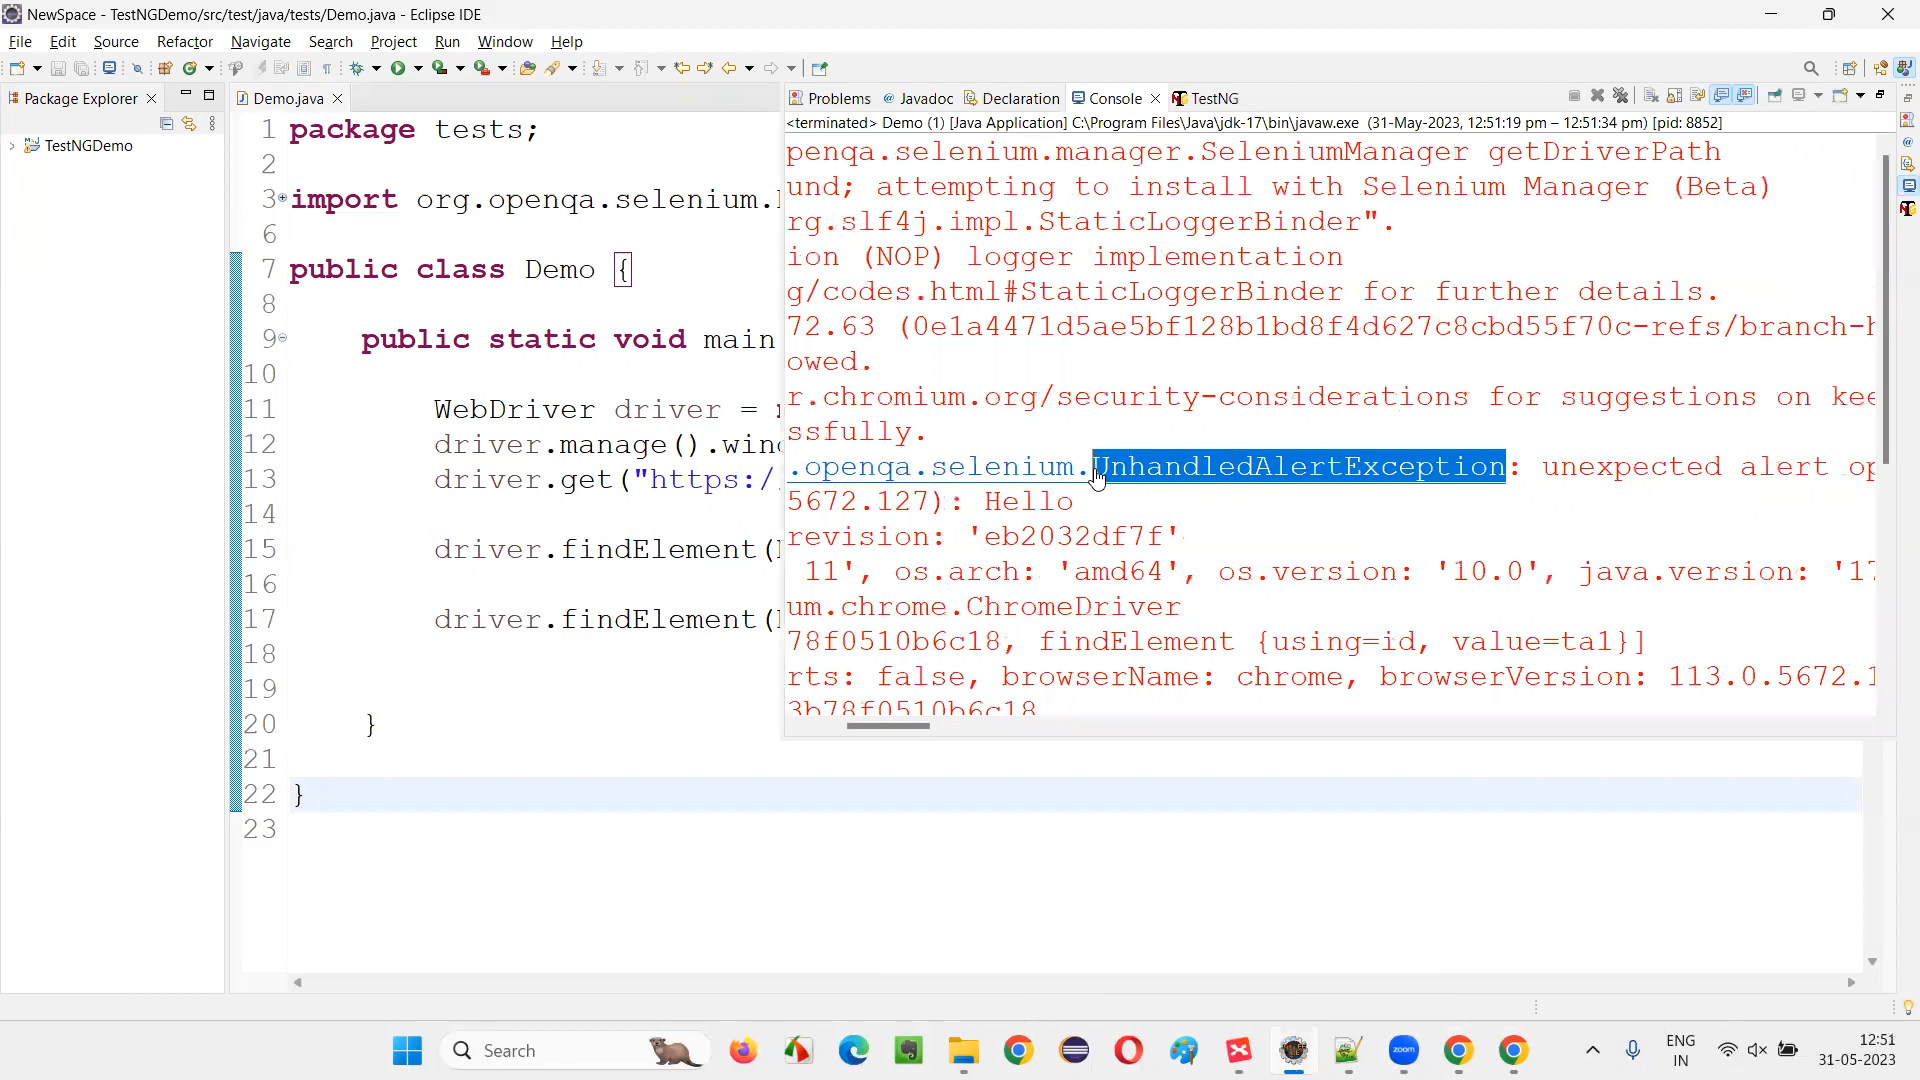 NewSpace - TestNGDemo/src/test/java/tests/Demo.java - Eclipse IDE
File Edit Source Refactor Navigate Search Project Run Window Help
Package Explorer
TestNGDemo
Demo.java
1 package tests;
2
3 import org.openqa.selenium.
6
7 public class Demo {
8
9 public static void main
10
11 WebDriver driver =
12 driver.manage().wind
13 driver.get("https:/
14
15 driver.findElement(
16
17 driver.findElement(
18
19
20 }
21
22 }
23
Problems Javadoc Declaration Console TestNG
<terminated> Demo (1) [Java Application] C:\Program Files\Java\jdk-17\bin\javaw.exe (31-May-2023, 12:51:19 pm – 12:51:34 pm) [pid: 8852]
penqa.selenium.manager.SeleniumManager getDriverPath
und; attempting to install with Selenium Manager (Beta)
rg.slf4j.impl.StaticLoggerBinder".
ion (NOP) logger implementation
g/codes.html#StaticLoggerBinder for further details.
72.63 (0e1a4471d5ae5bf128b1bd8f4d627c8cbd55f70c-refs/branch-h
owed.
r.chromium.org/security-considerations for suggestions on kee
ssfully.
.openqa.selenium.UnhandledAlertException: unexpected alert op
5672.127): Hello
revision: 'eb2032df7f'
11', os.arch: 'amd64', os.version: '10.0', java.version: '17
um.chrome.ChromeDriver
78f0510b6c18, findElement {using=id, value=ta1}]
rts: false, browserName: chrome, browserVersion: 113.0.5672.1
3b78f0510b6c18
Search
zoom
ENG
IN
12:51
31-05-2023